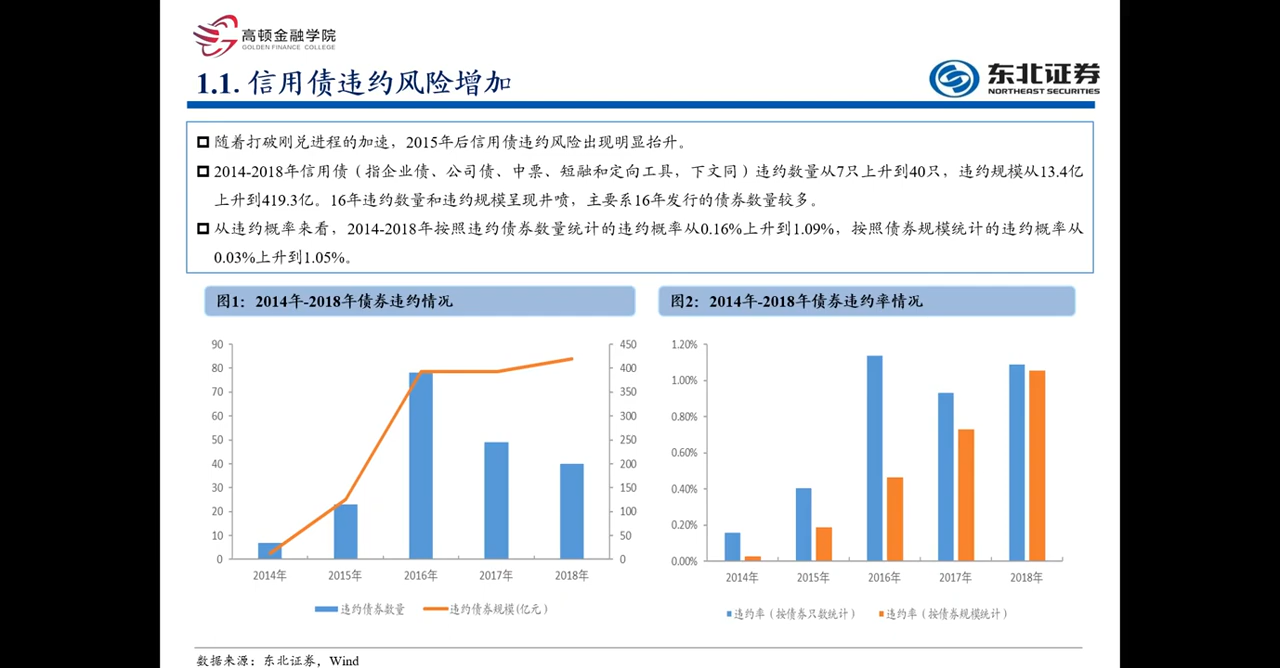 高顿金融学院
GOLDEN FINANCE COLLEGE
1.1. 信用债违约风险增加
东北证券
NORTHEAST SECURITIES
随着打破刚兑进程的加速，2015年后信用债违约风险出现明显抬升。
2014-2018年信用债（指企业债、公司债、中票、短融和定向工具，下文同）违约数量从7只上升到40只，违约规模从13.4亿
上升到419.3亿。16年违约数量和违约规模呈现井喷，主要系16年发行的债券数量较多。
从违约概率来看，2014-2018年按照违约债券数量统计的违约概率从0.16%上升到1.09%，按照债券规模统计的违约概率从
0.03%上升到1.05%。
图1：2014年-2018年债券违约情况
90
80
70
60
50
40
30
20
10
0
450
400
350
300
250
200
150
100
50
0
2014年 2015年 2016年 2017年 2018年
违约债券数量 违约债券规模(亿元)
图2：2014年-2018年债券违约率情况
1.20%
1.00%
0.80%
0.60%
0.40%
0.20%
0.00%
2014年 2015年 2016年 2017年 2018年
违约率（按债券只数统计） 违约率（按债券规模统计）
数据来源：东北证券，Wind